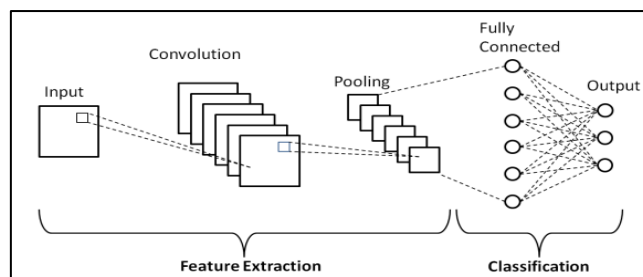 Fully
Connected
Convolution
Pooling
Output
Input
Feature Extraction
Classification